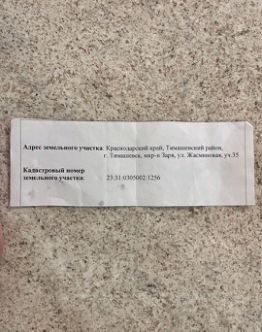 Адрес земельного участка: Краснодарский край, Тимашевский район,
г. Тимашевск, мкр-н Заря, ул. Жасминовая, уч.35
Кадастровый номер
земельного участка: 23:31:0305002:1256